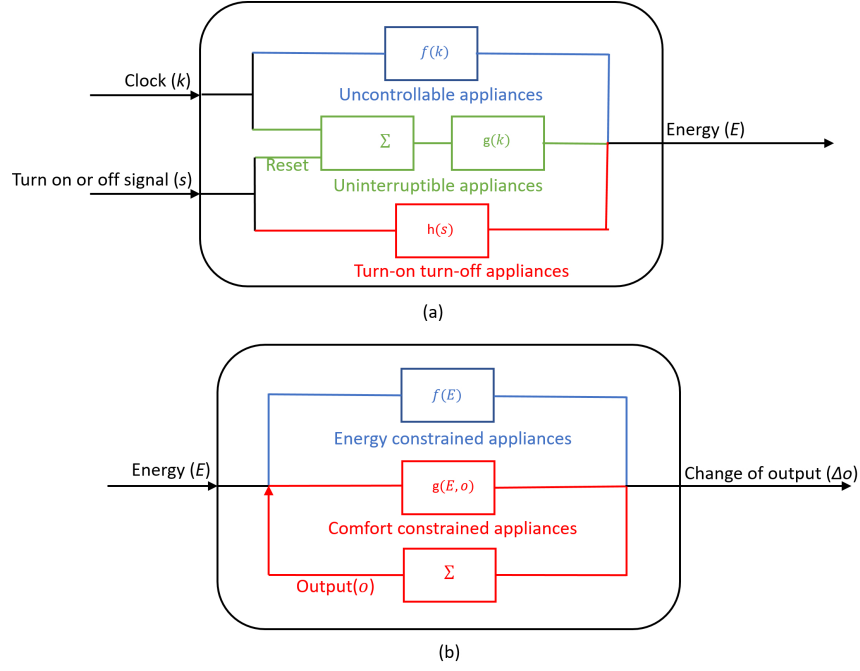 f(k)
Clock (k)
Uncontrollable appliances
Energy (E)
Σ
g(k)
Reset
Turn on or off signal (s)
Uninterruptible appliances
h(s)
Turn-on turn-off appliances
(a)
f(E)
Energy constrained appliances
Energy (E)
Change of output (Δo)
g(E, o)
Comfort constrained appliances
Σ
Output(o)
(b)